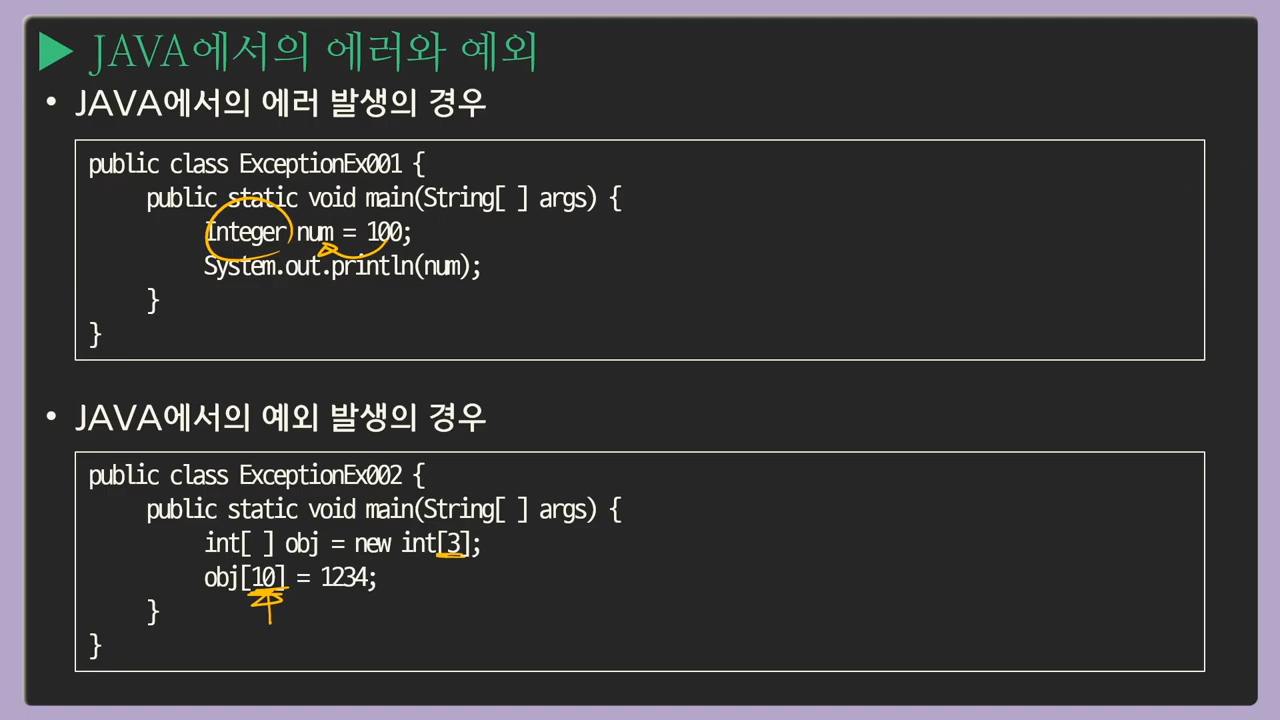 ▶ JAVA에서의 에러와 예외
• JAVA에서의 에러 발생의 경우
public class ExceptionEx001 {
public static void main(String[ ] args) {
Integer num = 100;
System.out.println(num);
}
}
• JAVA에서의 예외 발생의 경우
public class ExceptionEx002 {
public static void main(String[ ] args) {
int[ ] obj = new int[3];
obj[10] = 1234;
}
}